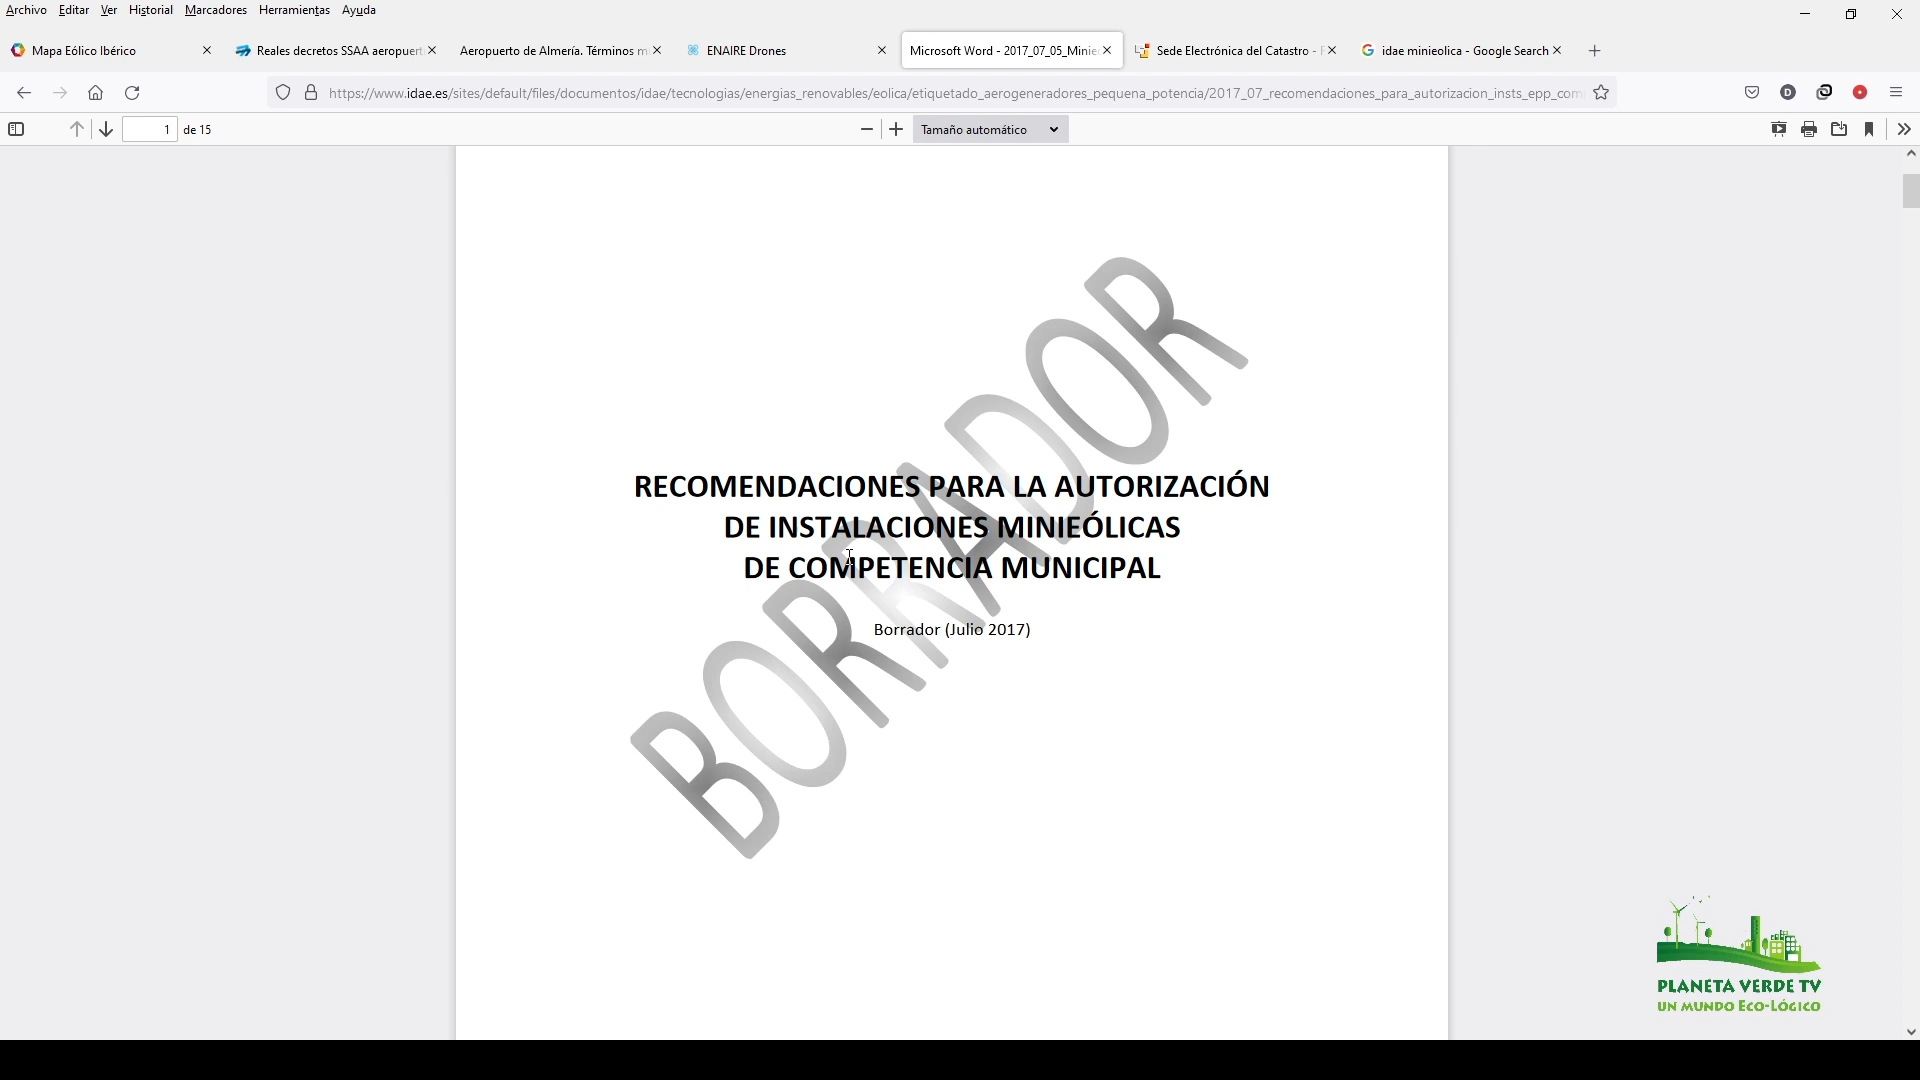 Archivo Editar Ver Historial Marcadores Herramientas Ayuda
Mapa Eólico Ibérico
Reales decretos SSAA aeropuert
Aeropuerto de Almería. Términos m
ENAIRE Drones
Microsoft Word - 2017_07_05_Minie
Sede Electrónica del Catastro - F
idae minieolica - Google Search
https://www.idae.es/sites/default/files/documentos/idae/tecnologias/energias_renovables/eolica/etiquetado_aerogeneradores_pequena_potencia/2017_07_recomendaciones_para_autorizacion_insts_epp_com
1 de 15
Tamaño automático
BORRADOR
RECOMENDACIONES PARA LA AUTORIZACIÓN
DE INSTALACIONES MINIEÓLICAS
DE COMPETENCIA MUNICIPAL
Borrador (Julio 2017)
PLANETA VERDE TV
UN MUNDO ECO-LÓGICO